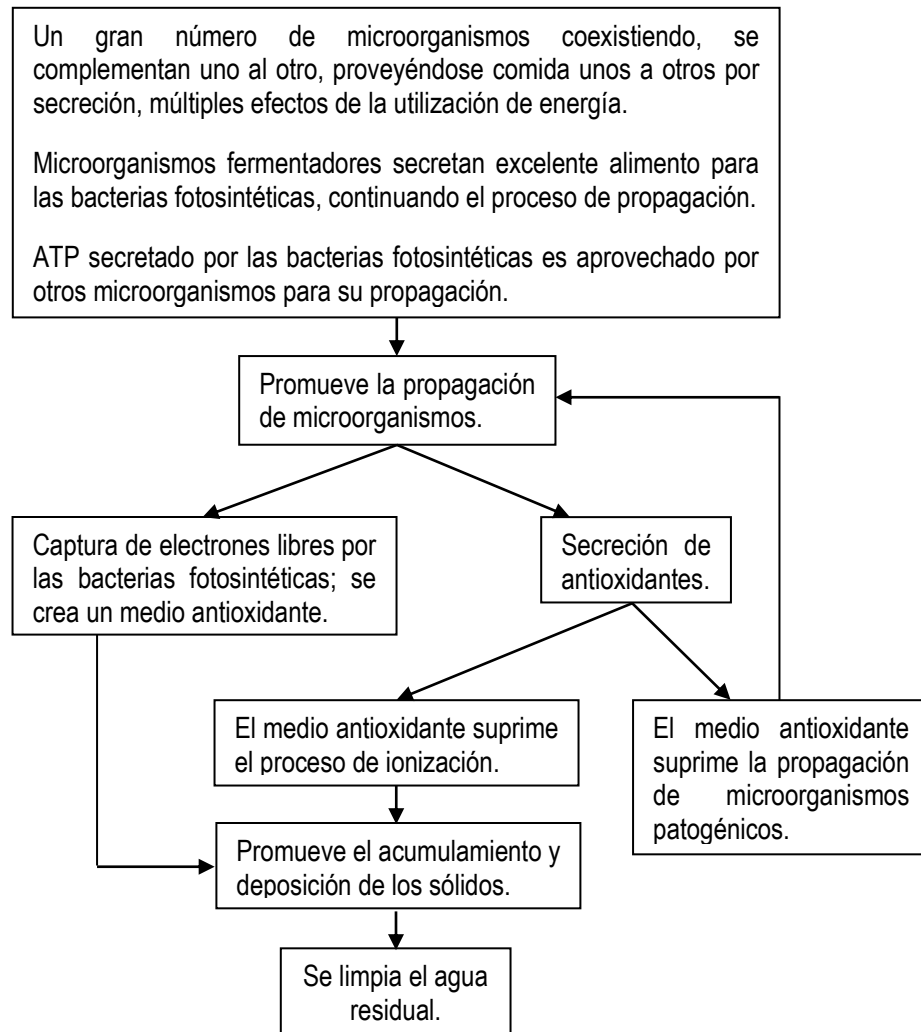 Un gran número de microorganismos coexistiendo, se
complementan uno al otro, proveyéndose comida unos a otros por
secreción, múltiples efectos de la utilización de energía.
Microorganismos fermentadores secretan excelente alimento para
las bacterias fotosintéticas, continuando el proceso de propagación.
ATP secretado por las bacterias fotosintéticas es aprovechado por
otros microorganismos para su propagación.
Promueve la propagación
de microorganismos.
Captura de electrones libres por
las bacterias fotosintéticas; se
crea un medio antioxidante.
Secreción de
antioxidantes.
El medio antioxidante suprime
el proceso de ionización.
El medio antioxidante
suprime la propagación
de microorganismos
patogénicos.
Promueve el acumulamiento y
deposición de los sólidos.
Se limpia el agua
residual.